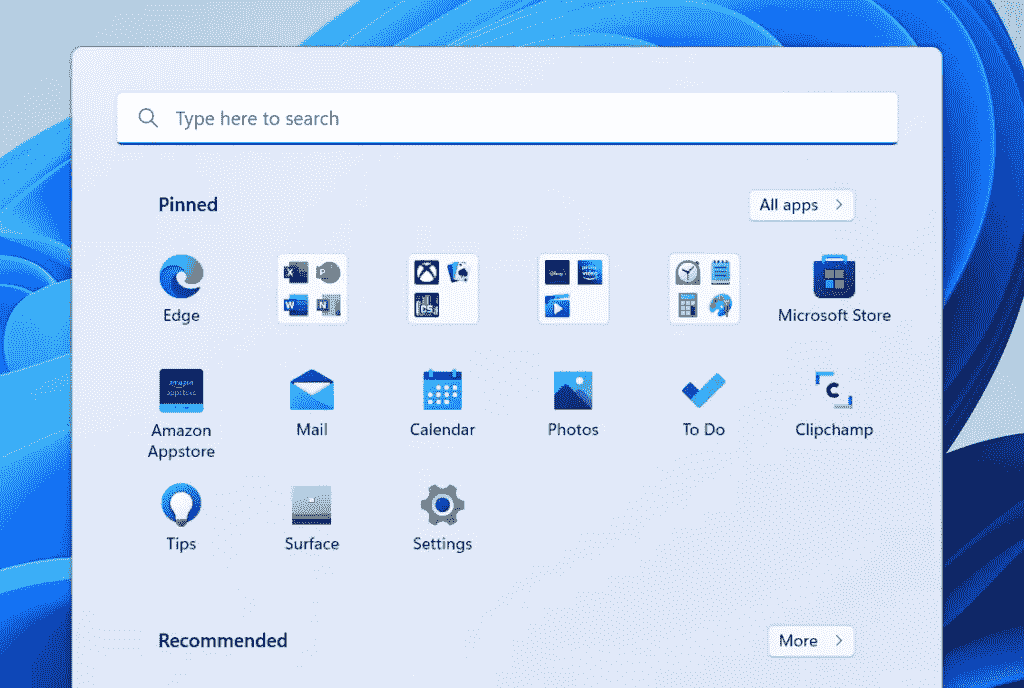 Type here to search
Pinned
All apps
Edge
Microsoft Store
Amazon
Appstore
Mail
Calendar
Photos
To Do
Clipchamp
Tips
Surface
Settings
Recommended
More